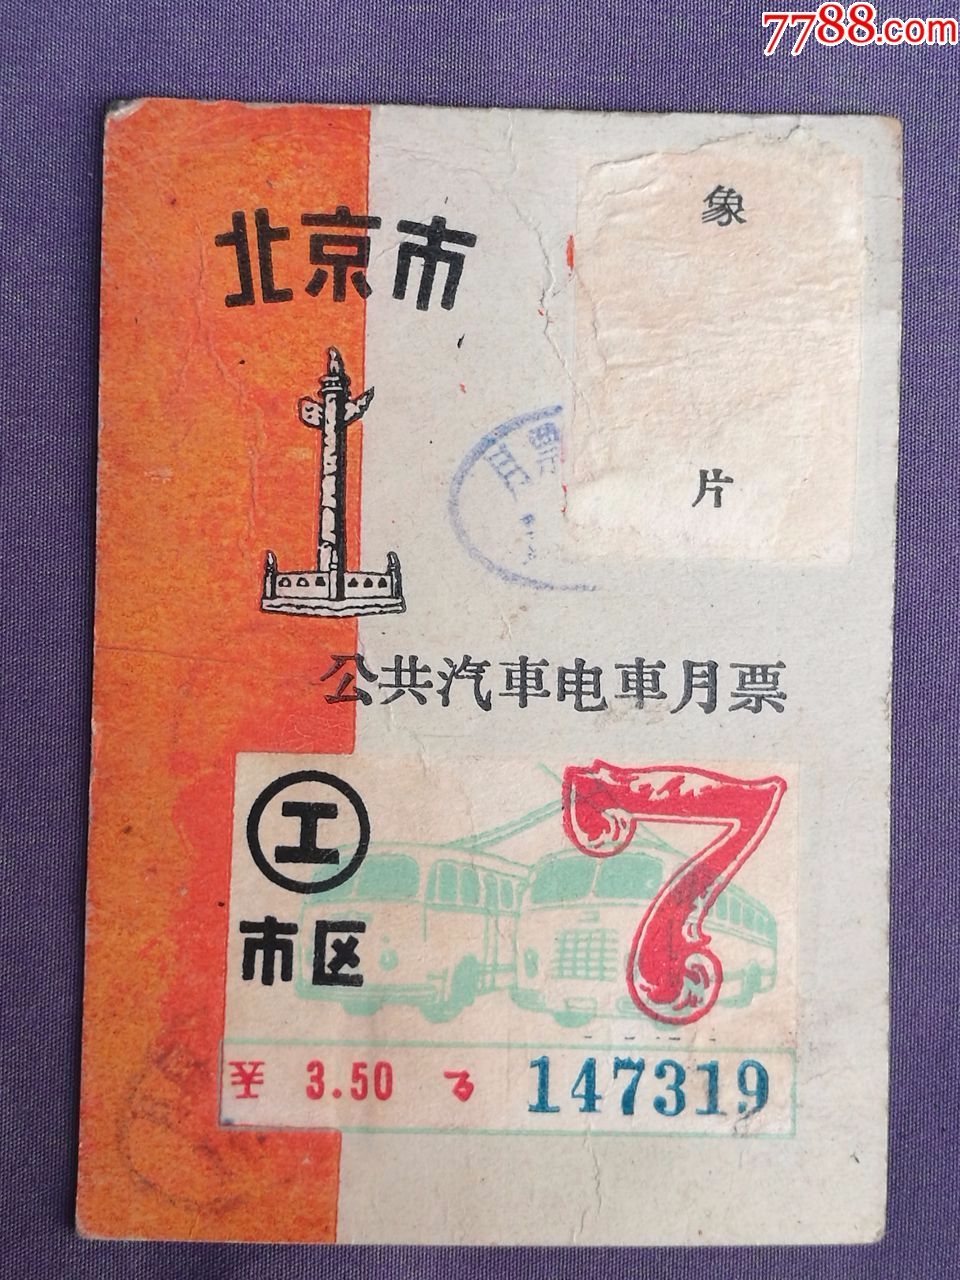 7788.com
北京市
象
片
公共汽車电車月票
工
市区
7
¥ 3.50
147319